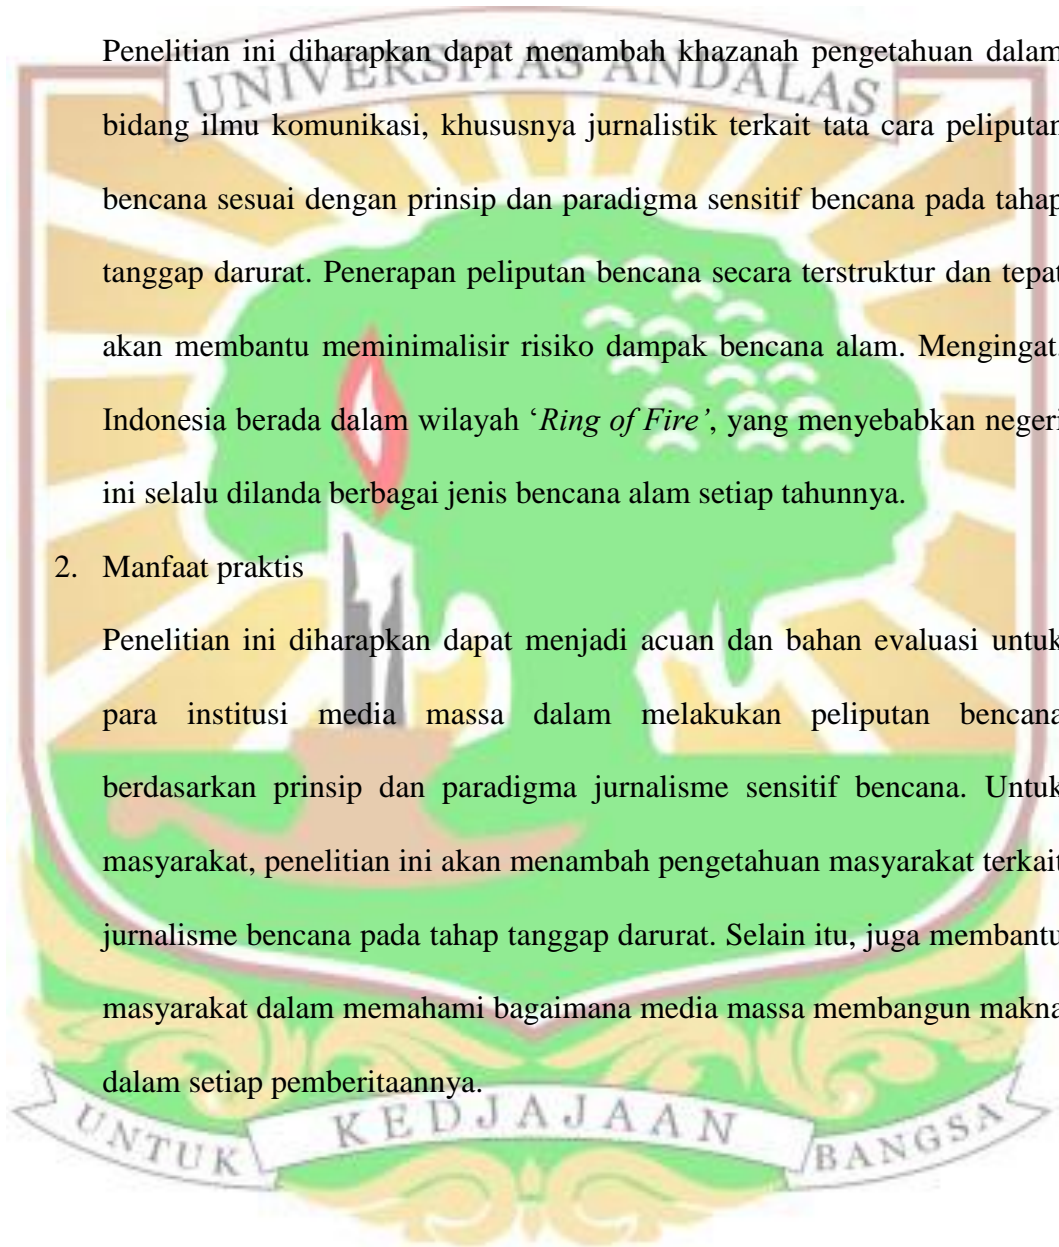 Penelitian ini diharapkan dapat menambah khazanah pengetahuan dalam
UNIVERSITAS ANDALAS
bidang ilmu komunikasi, khususnya jurnalistik terkait tata cara peliputan
bencana sesuai dengan prinsip dan paradigma sensitif bencana pada tahap
tanggap darurat. Penerapan peliputan bencana secara terstruktur dan tepat
akan membantu meminimalisir risiko dampak bencana alam. Mengingat,
Indonesia berada dalam wilayah ‘Ring of Fire’, yang menyebabkan negeri
ini selalu dilanda berbagai jenis bencana alam setiap tahunnya.
2. Manfaat praktis
Penelitian ini diharapkan dapat menjadi acuan dan bahan evaluasi untuk
para institusi media massa dalam melakukan peliputan bencana
berdasarkan prinsip dan paradigma jurnalisme sensitif bencana. Untuk
masyarakat, penelitian ini akan menambah pengetahuan masyarakat terkait
jurnalisme bencana pada tahap tanggap darurat. Selain itu, juga membantu
masyarakat dalam memahami bagaimana media massa membangun makna
dalam setiap pemberitaannya.
UNTUK KEDJAJAAN BANGSA